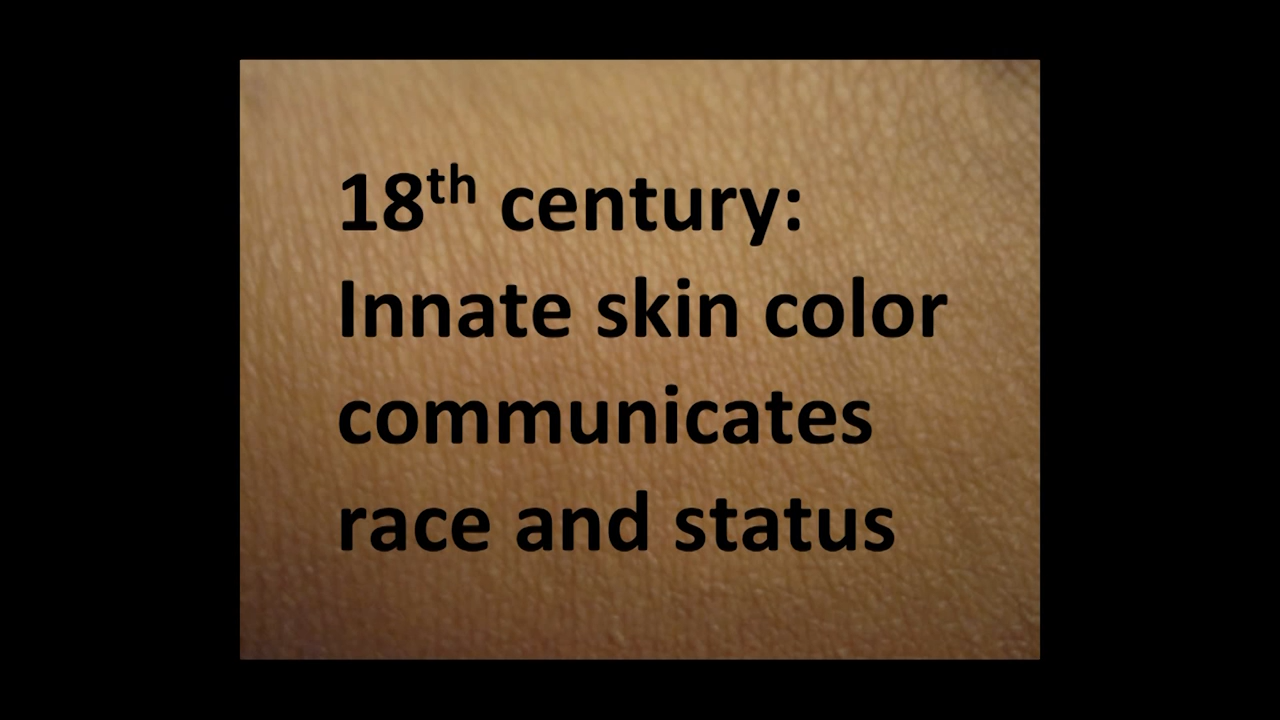 18th century:
Innate skin color
communicates
race and status